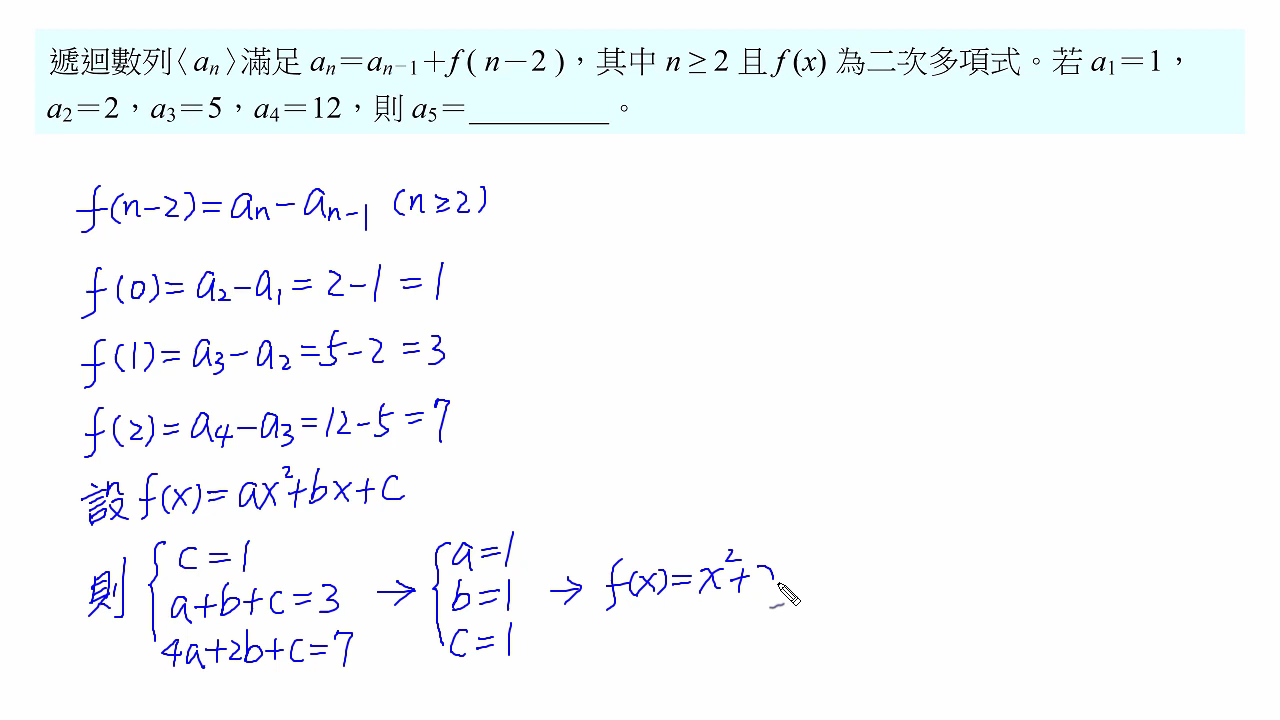 遞迴數列〈aₙ〉滿足 aₙ＝aₙ₋₁＋f ( n－2 )，其中 n ≥ 2 且 f (x) 為二次多項式。若 a₁＝1，
a₂＝2，a₃＝5，a₄＝12，則 a₅＝__________。
f(n-2)=aₙ-aₙ₋₁ (n≥2)
f(0)=a₂-a₁=2-1=1
f(1)=a₃-a₂=5-2=3
f(2)=a₄-a₃=12-5=7
設 f(x)=ax²+bx+c
則 { c=1 a+b+c=3 4a+2b+c=7 → { a=1 b=1 c=1 → f(x)=x²+